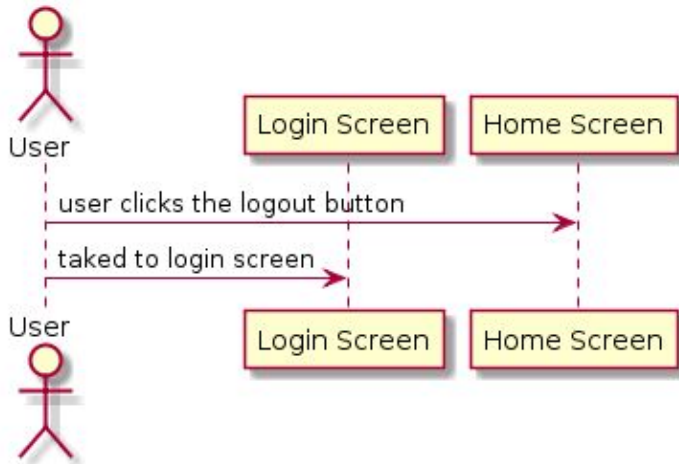 User
Login Screen
Home Screen
user clicks the logout button
taked to login screen
User
Login Screen
Home Screen